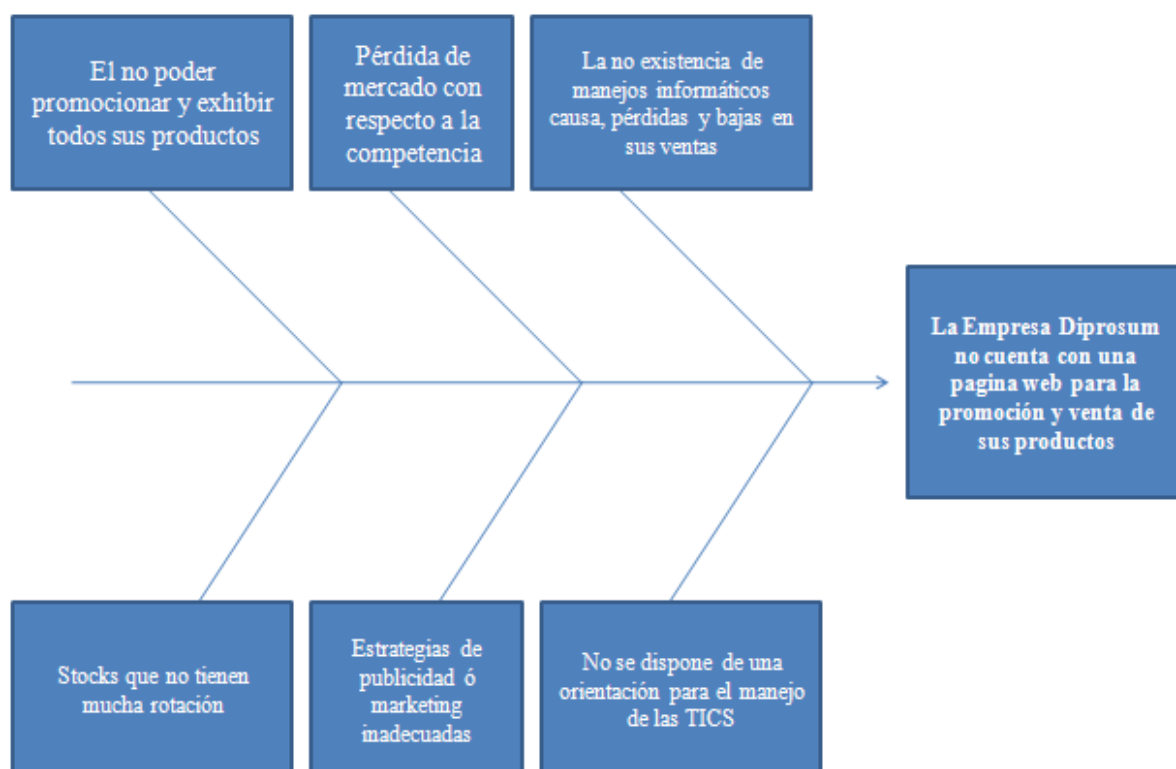 El no poder
promocionar y exhibir
todos sus productos
Pérdida de
mercado con
respecto a la
competencia
La no existencia de
manejos informáticos
causa, pérdidas y bajas en
sus ventas
La Empresa Diprosum
no cuenta con una
pagina web para la
promoción y venta de
sus productos
Stocks que no tienen
mucha rotación
Estrategias de
publicidad ó
marketing
inadecuadas
No se dispone de una
orientación para el manejo
de las TICS